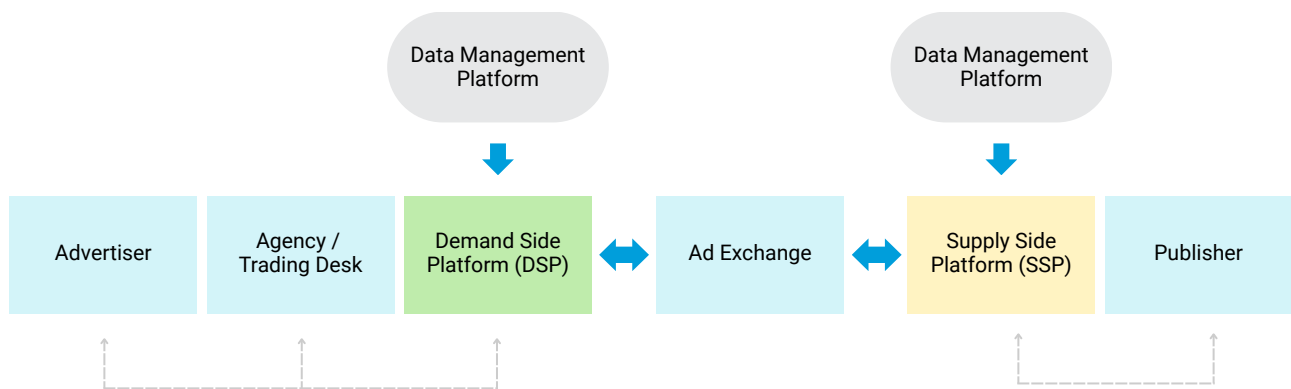 Data Management
Platform
Data Management
Platform
Advertiser
Agency /
Trading Desk
Demand Side
Platform (DSP)
Ad Exchange
Supply Side
Platform (SSP)
Publisher